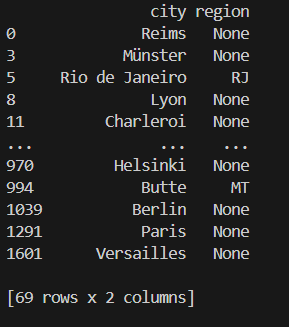 city region
0 Reims None
3 Münster None
5 Rio de Janeiro RJ
8 Lyon None
11 Charleroi None
... ... ...
970 Helsinki None
994 Butte MT
1039 Berlin None
1291 Paris None
1601 Versailles None
[69 rows x 2 columns]